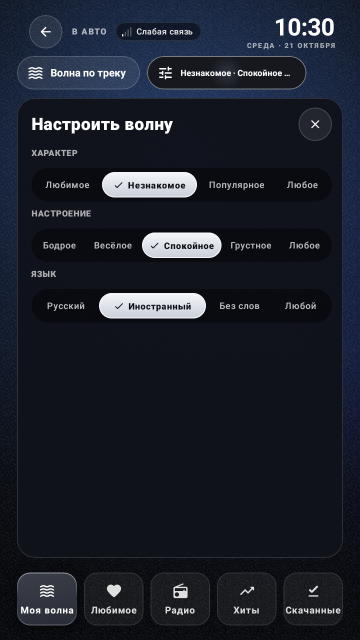 В АВТО
Слабая связь
10:30
СРЕДА · 21 ОКТЯБРЯ
Волна по треку
Незнакомое · Спокойное ...
Настроить волну
ХАРАКТЕР
Любимое Незнакомое Популярное Любое
НАСТРОЕНИЕ
Бодрое Весёлое Спокойное Грустное Любое
ЯЗЫК
Русский Иностранный Без слов Любой
Моя волна Любимое Радио Хиты Скачанные